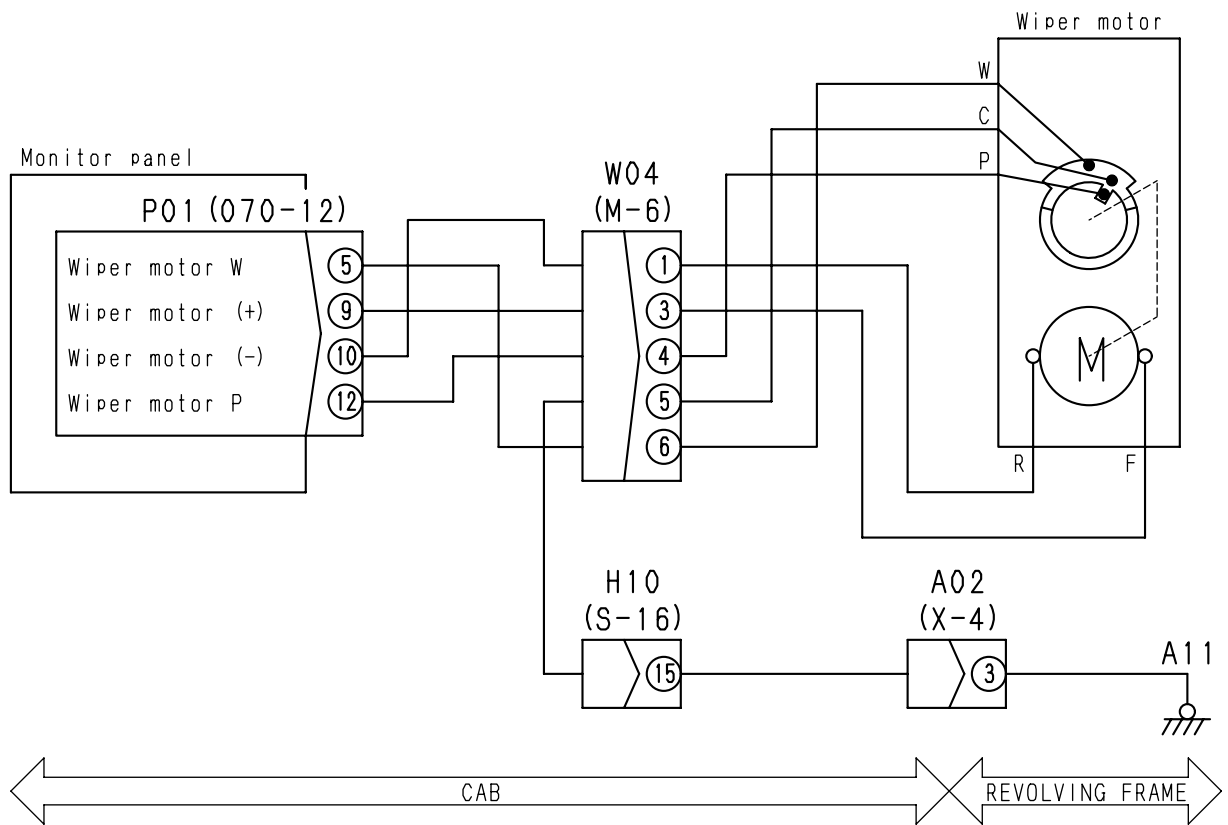 Wiper motor
W
C
P
Monitor panel
P01 (070-12)
W04
(M-6)
Wiper motor W
5
Wiper motor (+)
9
Wiper motor (-)
10
Wiper motor P
12
1
3
4
5
6
M
R
F
H10
(S-16)
15
A02
(X-4)
3
A11
CAB
REVOLVING FRAME